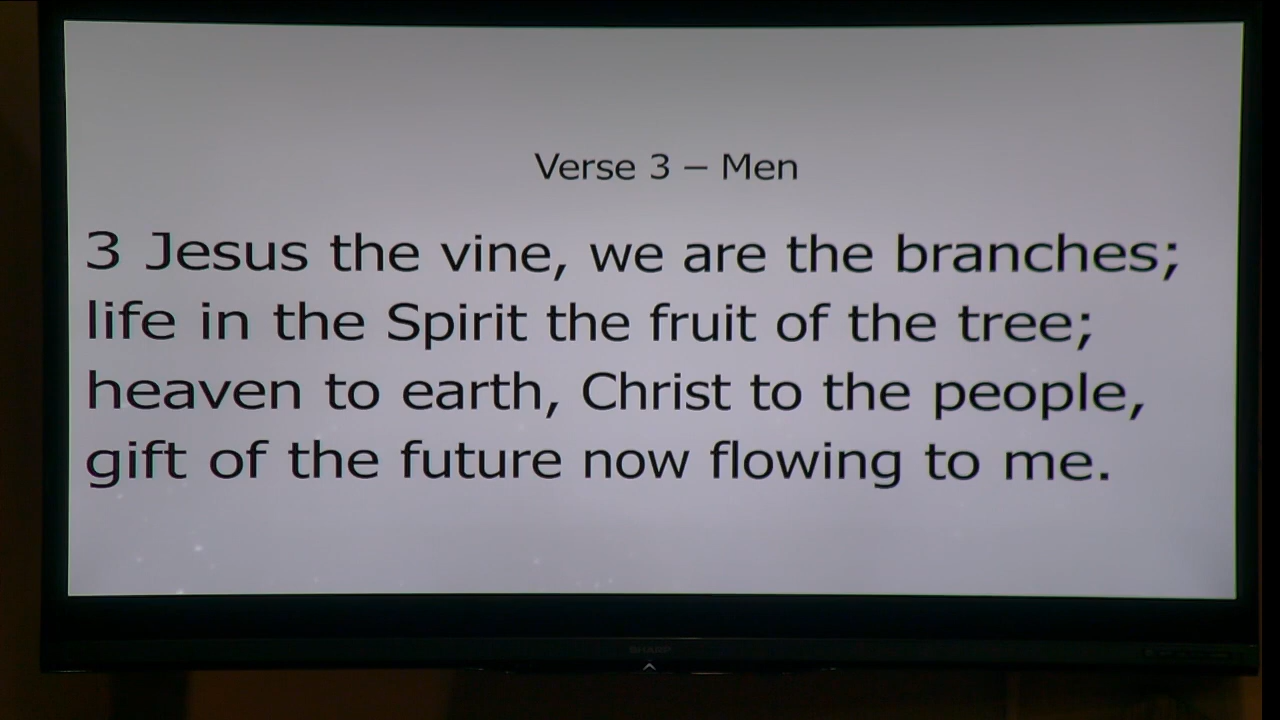 Verse 3 – Men
3 Jesus the vine, we are the branches;
life in the Spirit the fruit of the tree;
heaven to earth, Christ to the people,
gift of the future now flowing to me.
SHARP